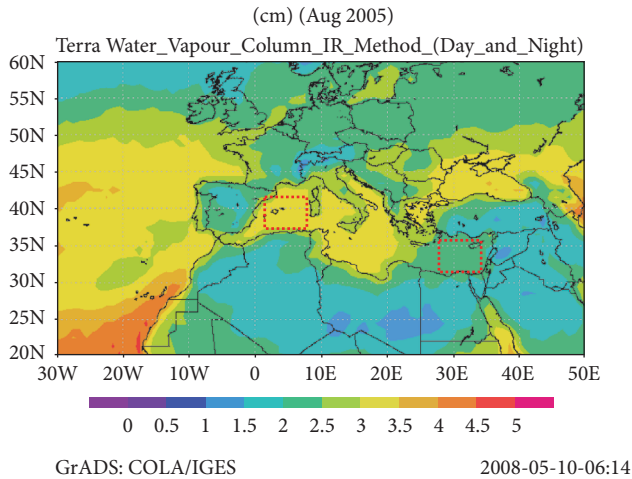 (cm) (Aug 2005)
Terra Water_Vapour_Column_IR_Method_(Day_and_Night)
60N
55N
50N
45N
40N
35N
30N
25N
20N
30W 20W 10W 0 10E 20E 30E 40E 50E
0 0.5 1 1.5 2 2.5 3 3.5 4 4.5 5
GrADS: COLA/IGES 2008-05-10-06:14